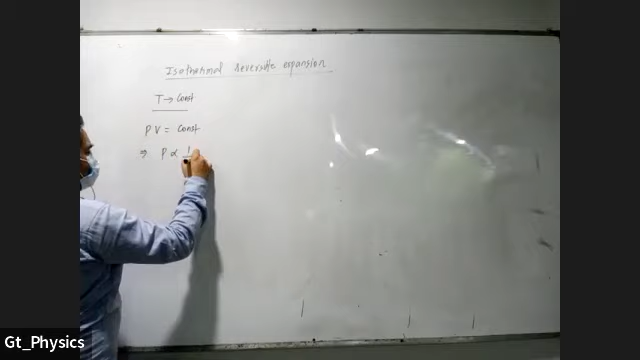 Isothermal reversible expansion
T → Const
PV = Const
⇒ P ∝ 1
Gt_Physics